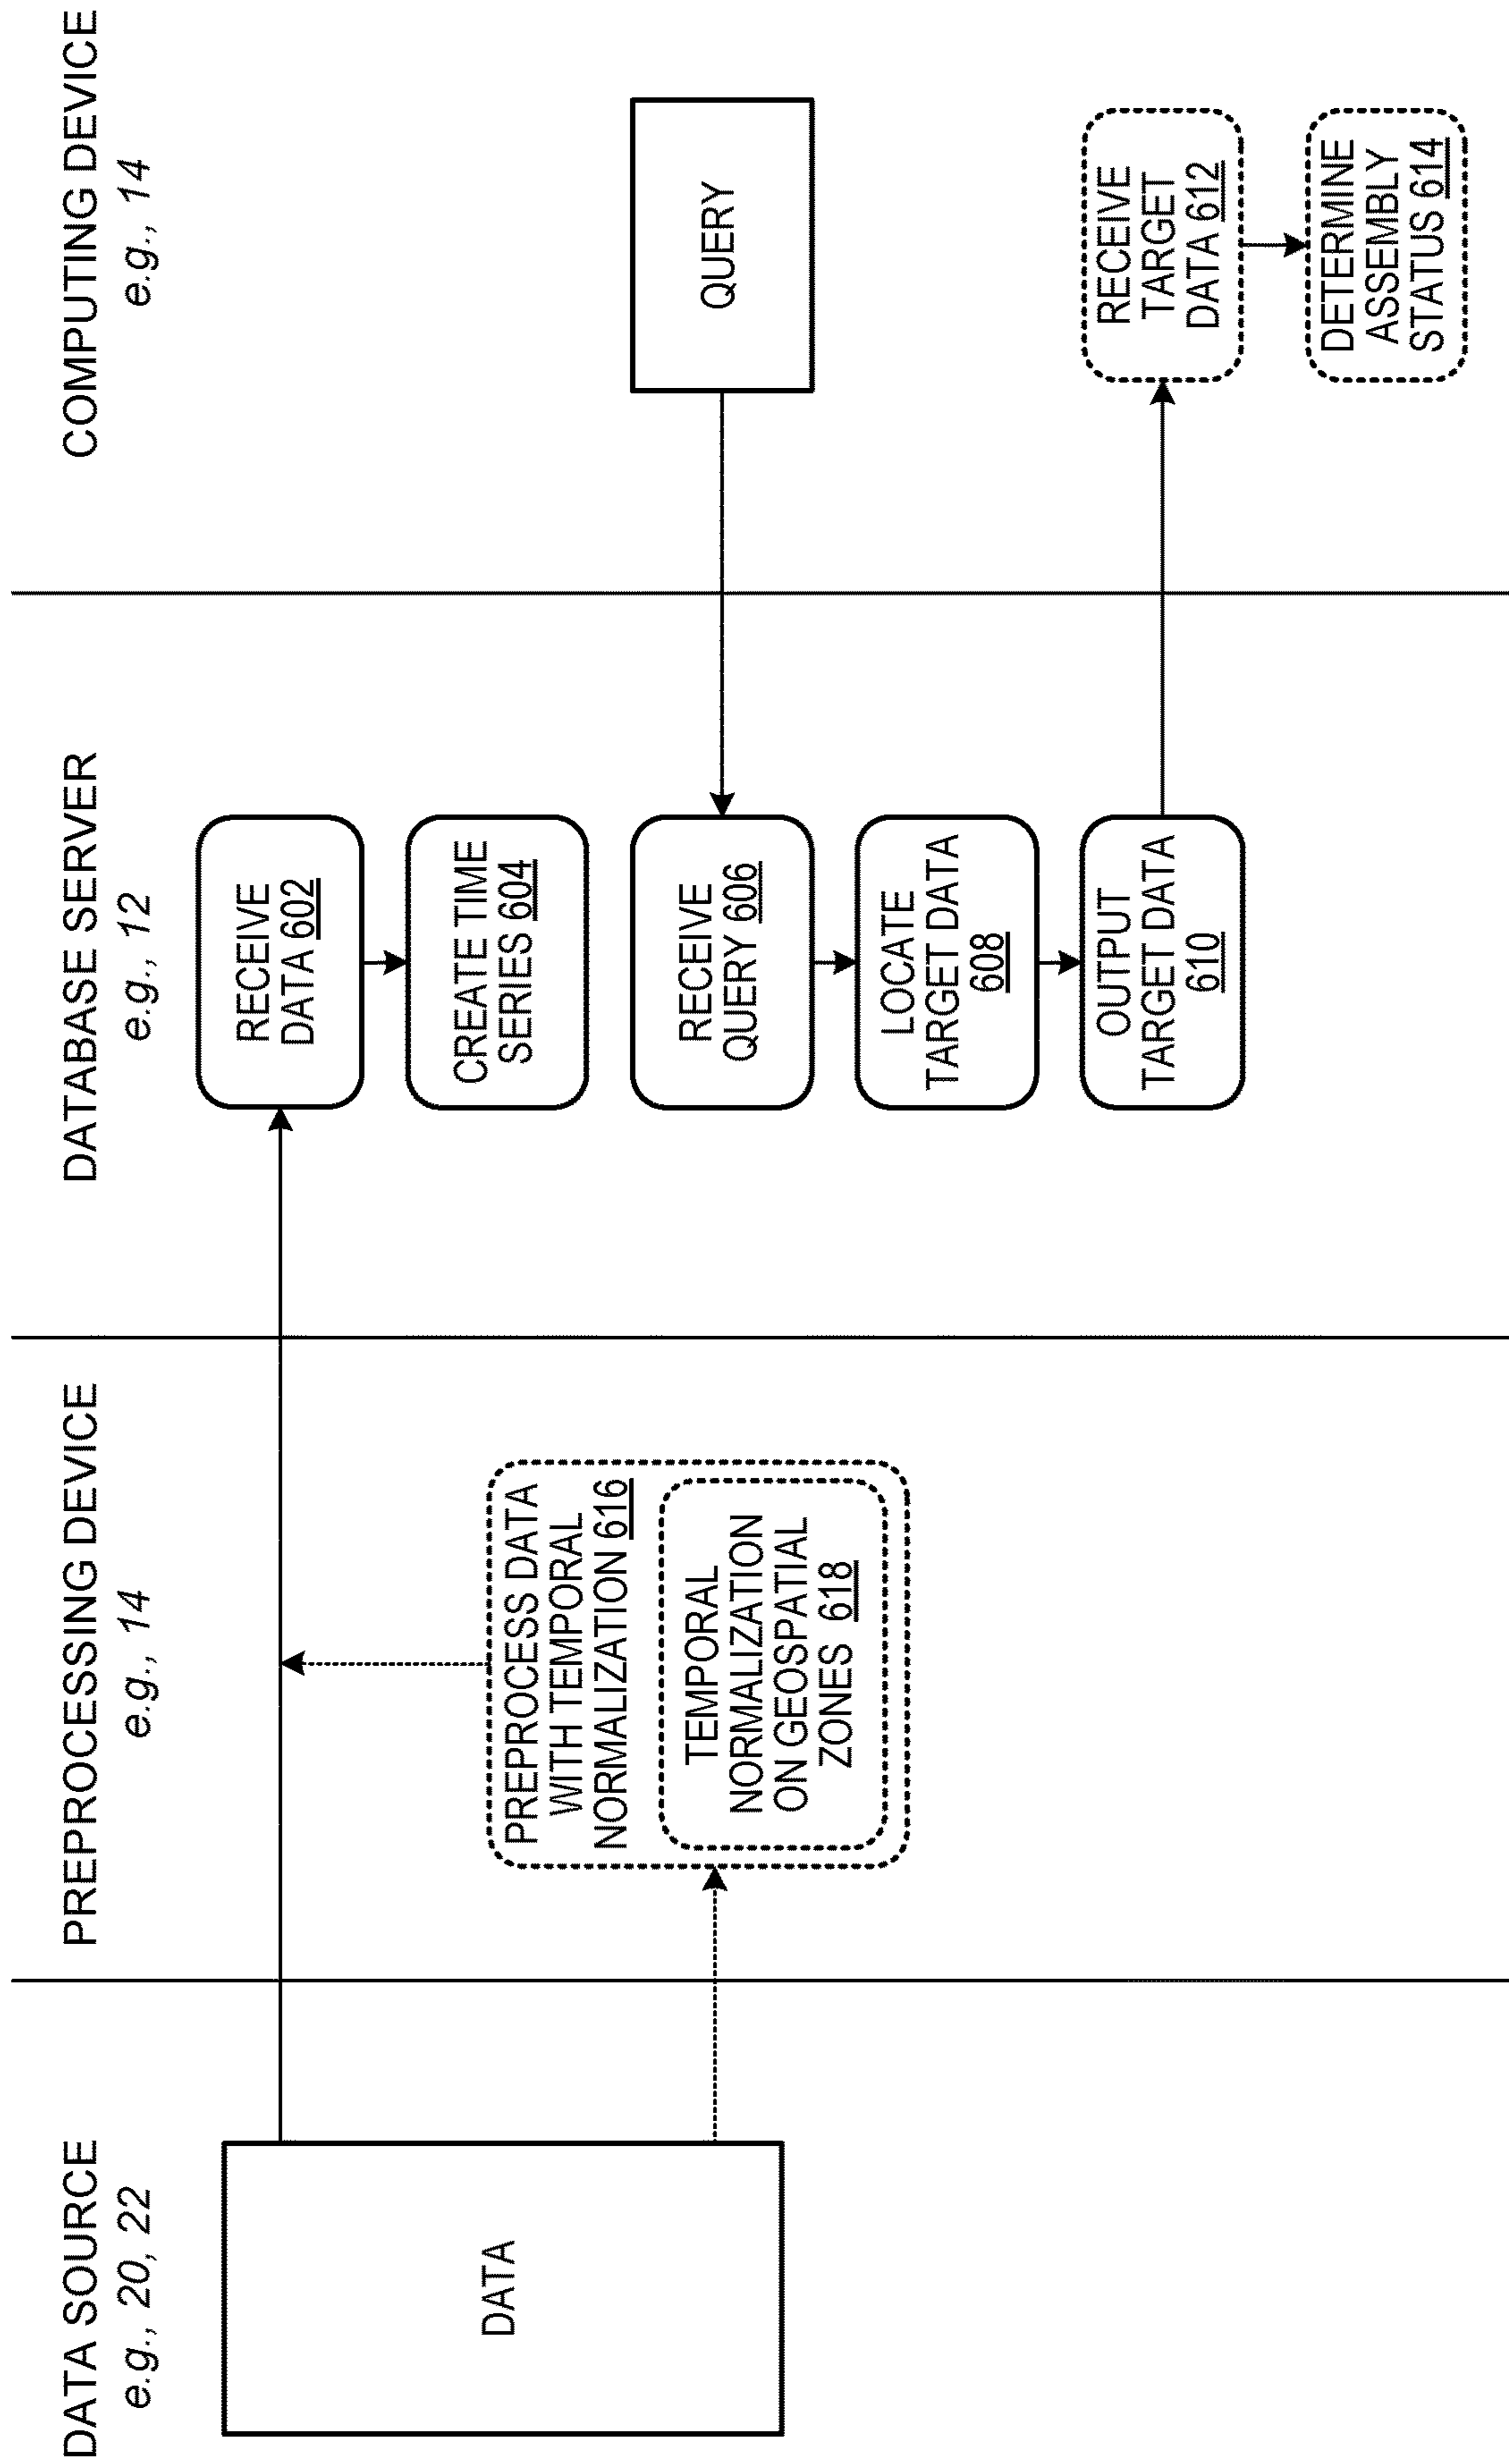 DATA SOURCE
e.g., 20, 22
DATA
PREPROCESSING DEVICE
e.g., 14
PREPROCESS DATA
WITH TEMPORAL
NORMALIZATION 616
TEMPORAL
NORMALIZATION
ON GEOSPATIAL
ZONES 618
DATABASE SERVER
e.g., 12
RECEIVE
DATA 602
CREATE TIME
SERIES 604
RECEIVE
QUERY 606
LOCATE
TARGET DATA
608
OUTPUT
TARGET DATA
610
COMPUTING DEVICE
e.g., 14
QUERY
RECEIVE
TARGET
DATA 612
DETERMINE
ASSEMBLY
STATUS 614